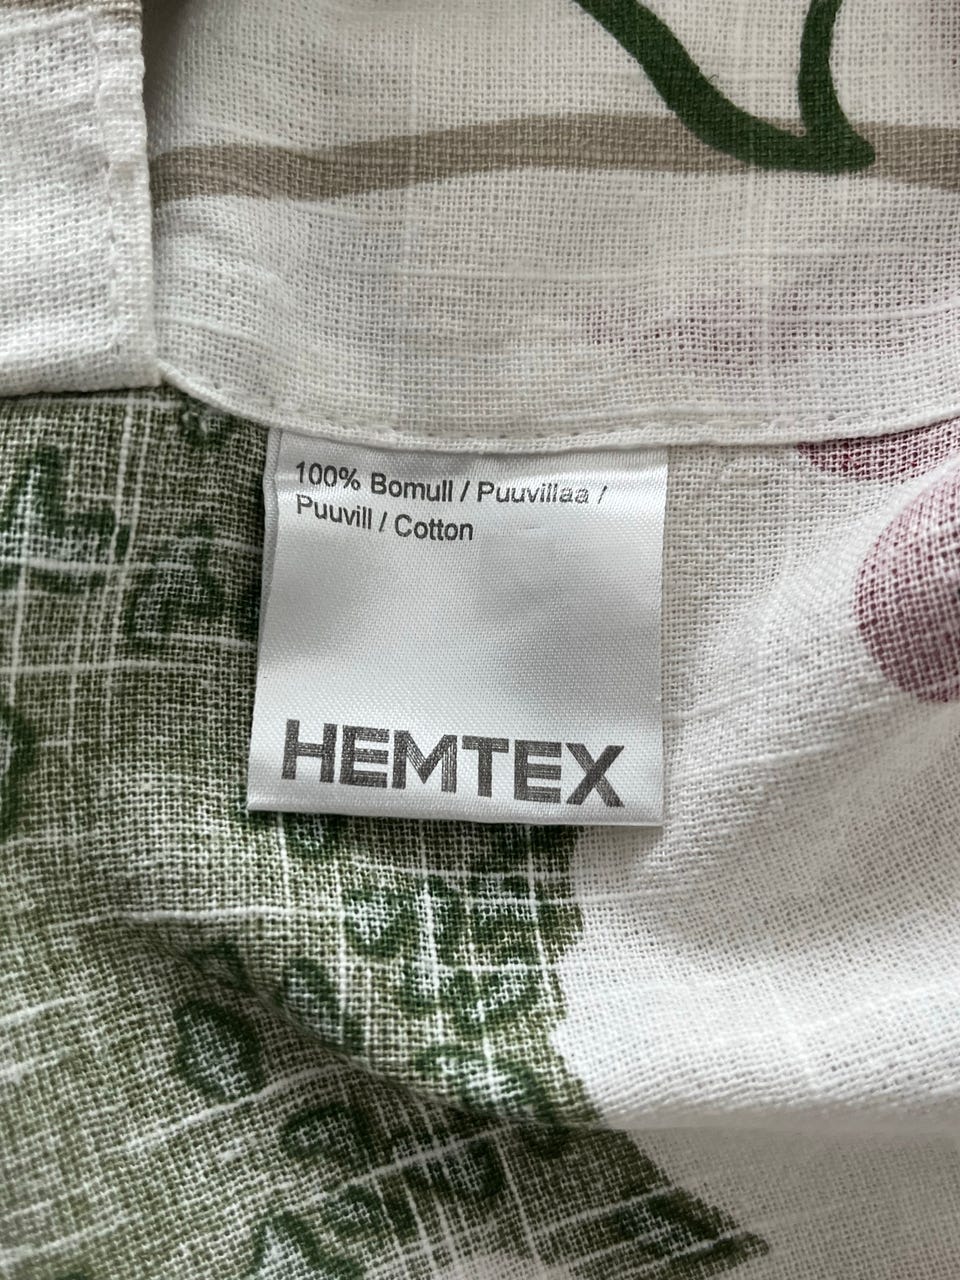 100% Bomull / Puuvillaa /
Puuvill / Cotton
HEMTEX